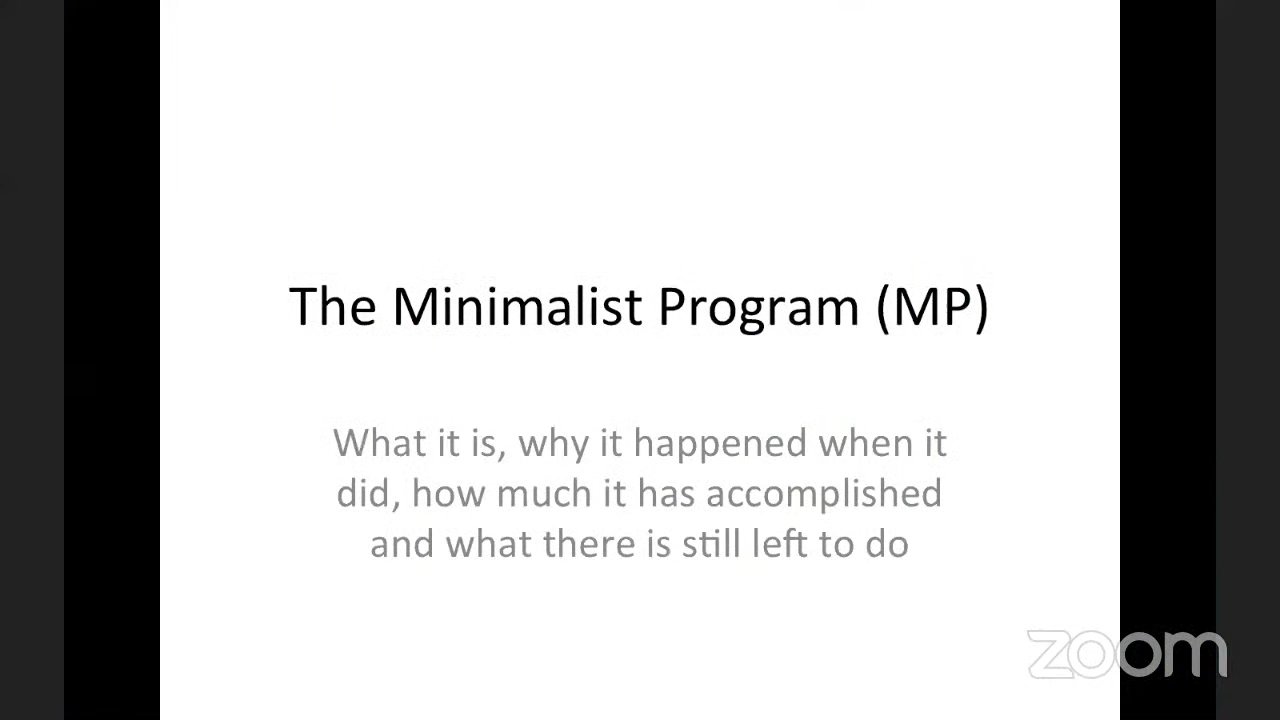 The Minimalist Program (MP)
What it is, why it happened when it
did, how much it has accomplished
and what there is still left to do
zoom